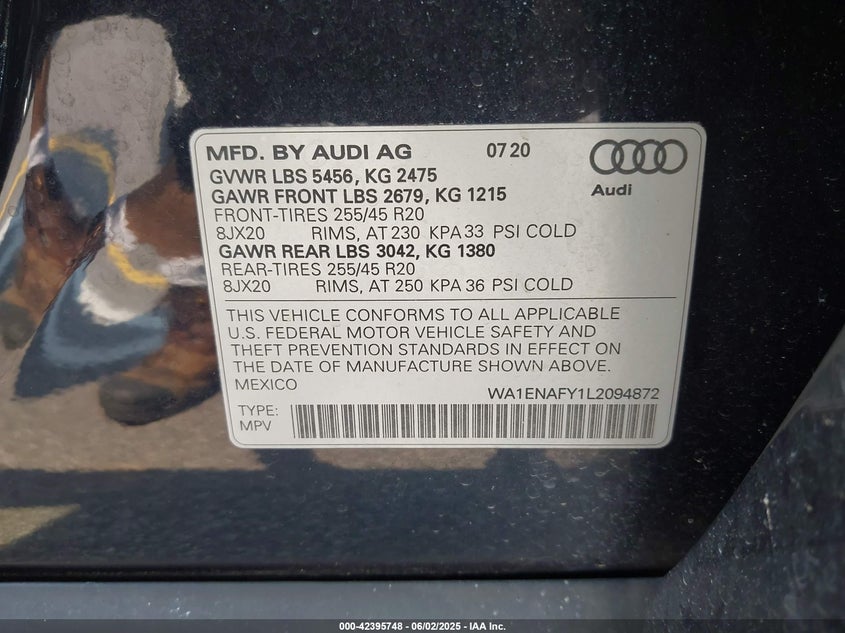 MFD. BY AUDI AG 07 20
GVWR LBS 5456, KG 2475
GAWR FRONT LBS 2679, KG 1215
FRONT-TIRES 255/45 R20
8JX20 RIMS, AT 230 KPA 33 PSI COLD
GAWR REAR LBS 3042, KG 1380
REAR-TIRES 255/45 R20
8JX20 RIMS, AT 250 KPA 36 PSI COLD
Audi
THIS VEHICLE CONFORMS TO ALL APPLICABLE
U.S. FEDERAL MOTOR VEHICLE SAFETY AND
THEFT PREVENTION STANDARDS IN EFFECT ON
THE DATE OF MANUFACTURE SHOWN ABOVE.
MEXICO WA1ENAFY1L2094872
TYPE:
MPV
000-42395748 - 06/02/2025 - IAA Inc.